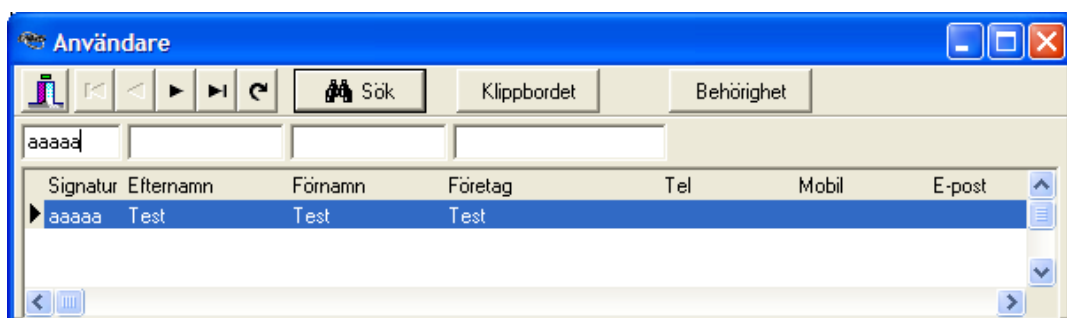 Användare
Sök Klippbordet Behörighet
aaaaa
Signatur Efternamn Förnamn Företag Tel Mobil E-post
aaaaa Test Test Test